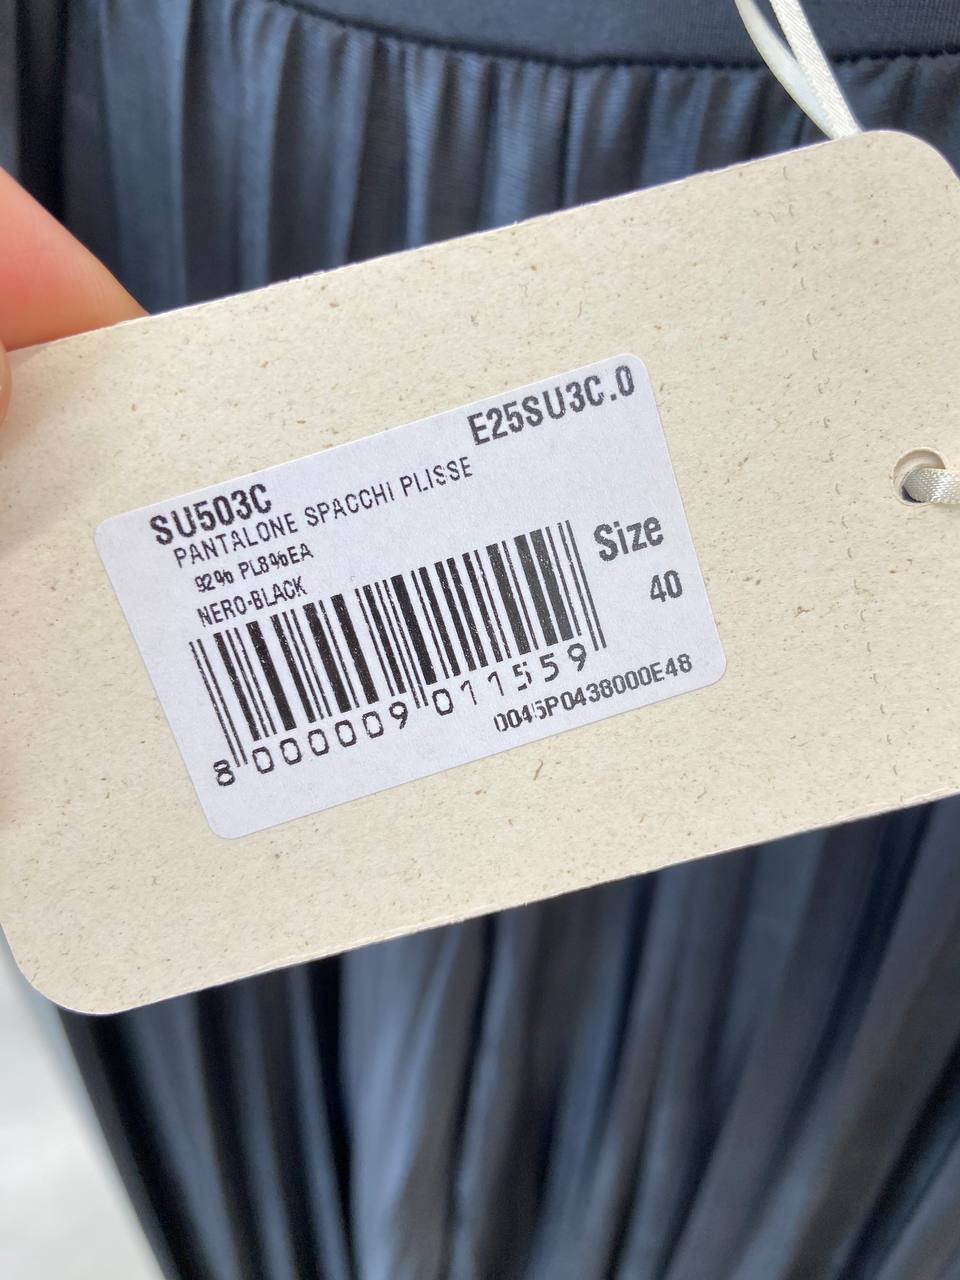 E25SU3C.0
SU503C
PANTALONE SPACCHI PLISSE
92% PL8%EA
NERO-BLACK
Size
40
8 000009 011559
0045P0438000E48